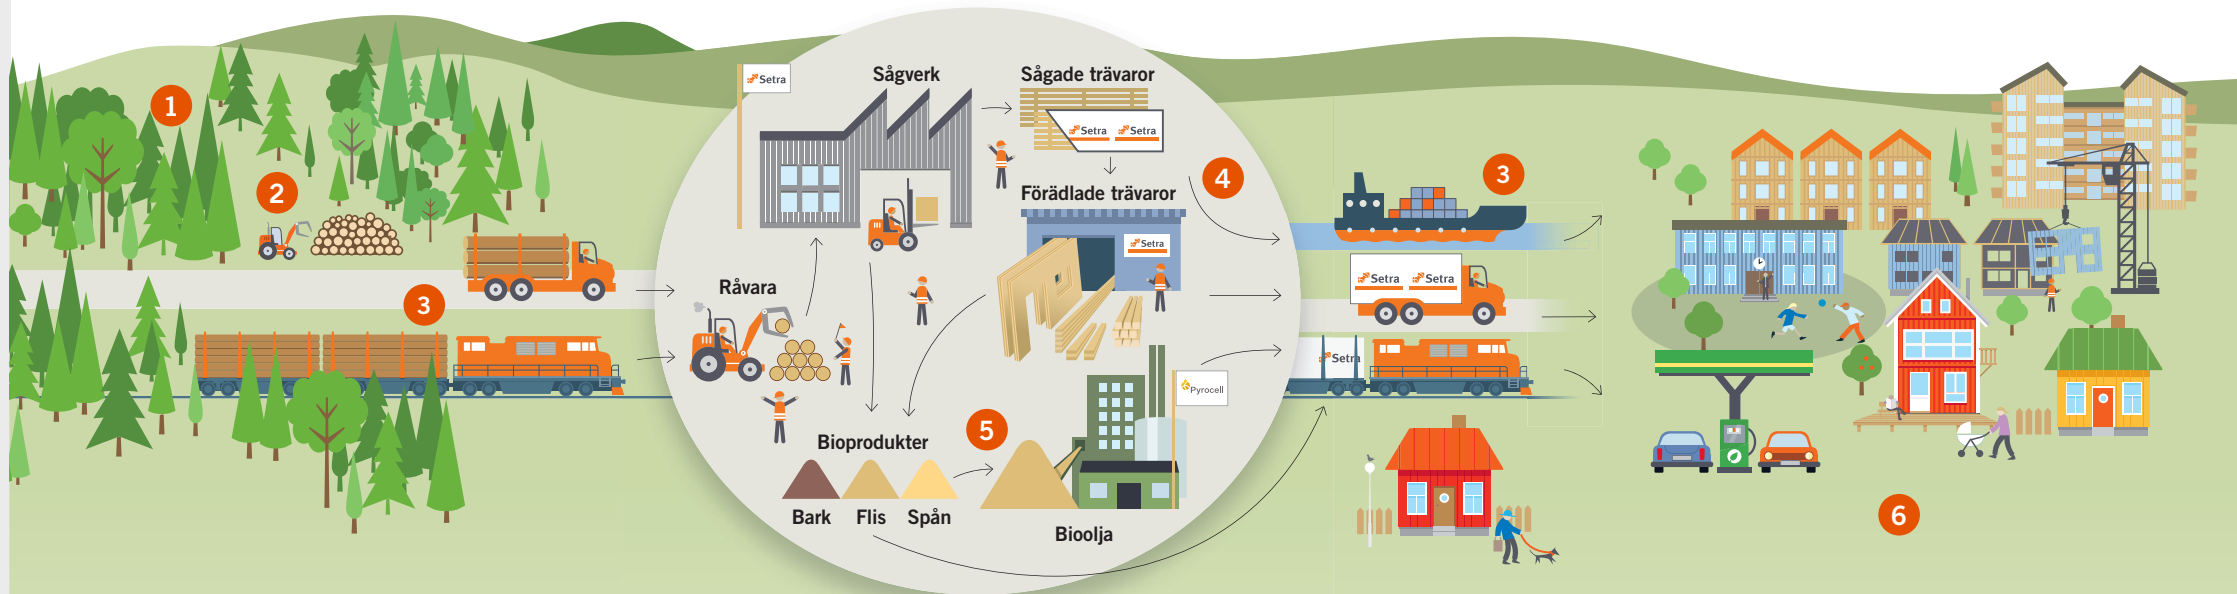 1
2
3
Setra
Sågverk
Sågade trävaror
Setra Setra
4
Förädlade trävaror
Setra
Råvara
Bioprodukter
5
Bark Flis Spån
Pyrocell
Bioolja
3
Setra Setra
Setra
6